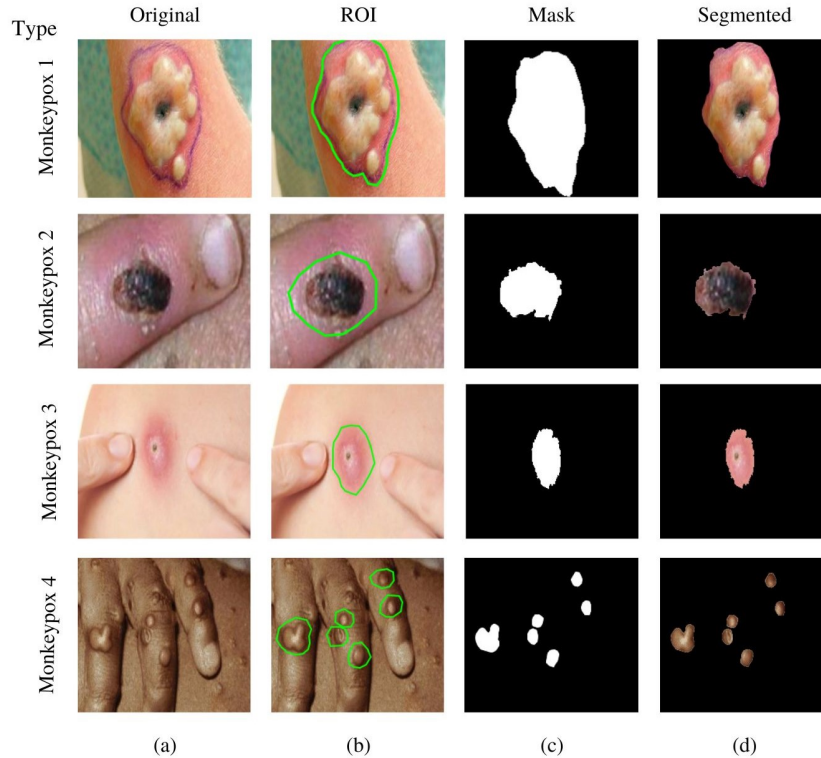 Type
Original ROI Mask Segmented
Monkeypox 1
Monkeypox 2
Monkeypox 3
Monkeypox 4
(a) (b) (c) (d)